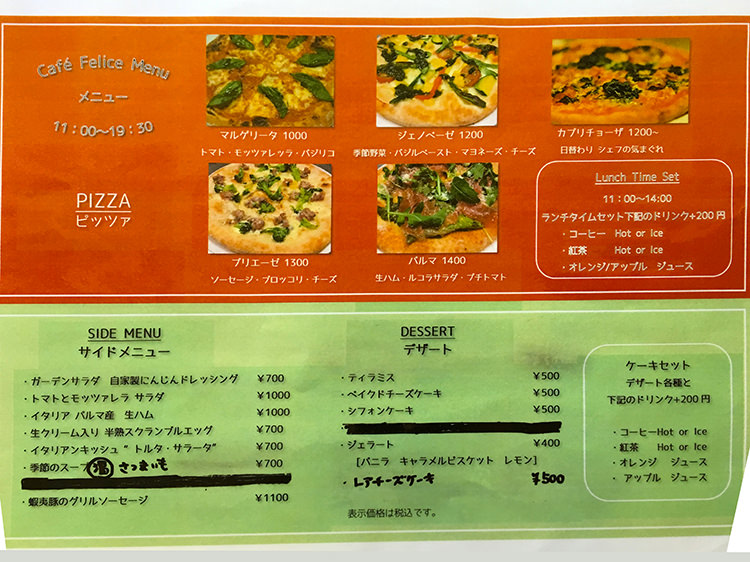 Café Felice Menu
メニュー
11：00～19：30
PIZZA
ピッツァ
マルゲリータ 1000
トマト・モッツァレッラ・バジリコ
ジェノベーゼ 1200
季節野菜・バジルペースト・マヨネーズ・チーズ
カプリチョーザ 1200~
日替わり シェフの気まぐれ
プリエーゼ 1300
ソーセージ・ブロッコリ・チーズ
パルマ 1400
生ハム・ルコラサラダ・プチトマト
Lunch Time Set
11：00～14:00
ランチタイムセット下記のドリンク+200円
・コーヒー Hot or Ice
・紅茶 Hot or Ice
・オレンジ/アップル ジュース
SIDE MENU
サイドメニュー
・ガーデンサラダ 自家製にんじんドレッシング ¥700
・トマトとモッツァレラ サラダ ¥1000
・イタリア パルマ産 生ハム ¥1000
・生クリーム入り 半熟スクランブルエッグ ¥700
・イタリアンキッシュ“ トルタ・サラータ” ¥700
・季節のスープ 温 さつまいも ¥700
・蝦夷豚のグリルソーセージ ¥1100
DESSERT
デザート
・ティラミス ¥500
・ベイクドチーズケーキ ¥500
・シフォンケーキ ¥500
・ジェラート ¥400
［バニラ キャラメルビスケット レモン］
・レアチーズケーキ ¥500
表示価格は税込です。
ケーキセット
デザート各種と
下記のドリンク+200円
・コーヒーHot or Ice
・紅茶 Hot or Ice
・オレンジ ジュース
・アップル ジュース